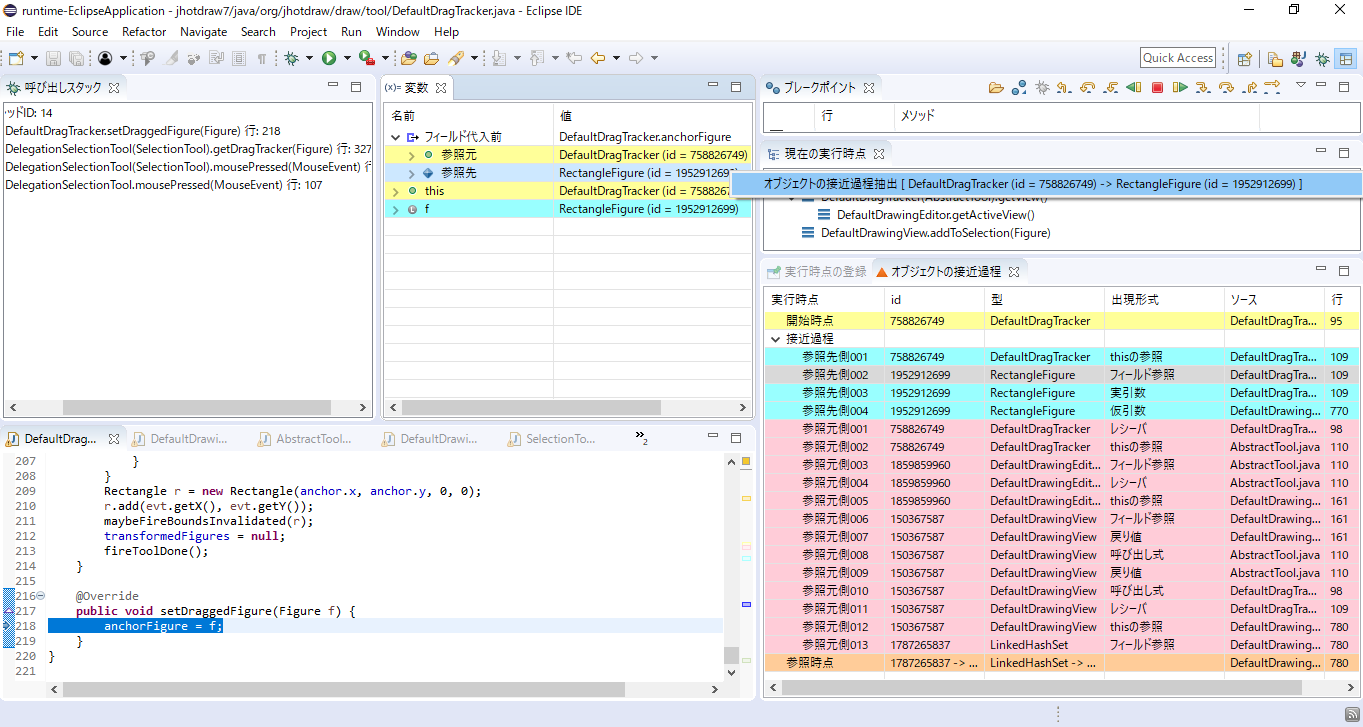 runtime-EclipseApplication - jhotdraw7/java/org/jhotdraw/draw/tool/DefaultDragTracker.java - Eclipse IDE
File Edit Source Refactor Navigate Search Project Run Window Help
Quick Access
呼び出しスタック
ッドID: 14
DefaultDragTracker.setDraggedFigure(Figure) 行: 218
DelegationSelectionTool(SelectionTool).getDragTracker(Figure) 行: 327
DelegationSelectionTool(SelectionTool).mousePressed(MouseEvent) 行
DelegationSelectionTool.mousePressed(MouseEvent) 行: 107
(x)= 変数
名前 値
フィールド代入前 DefaultDragTracker.anchorFigure
参照元 DefaultDragTracker (id = 758826749)
参照先 RectangleFigure (id = 1952912699)
this DefaultDragTracker (id = 758826
f RectangleFigure (id = 1952912699)
ブレークポイント
行 メソッド
現在の実行時点
オブジェクトの接近過程抽出 [ DefaultDragTracker (id = 758826749) -> RectangleFigure (id = 1952912699) ]
DefaultDragTracker(AbstractTool).getView()
DefaultDrawingEditor.getActiveView()
DefaultDrawingView.addToSelection(Figure)
実行時点の登録 オブジェクトの接近過程
実行時点 id 型 出現形式 ソース 行
開始時点 758826749 DefaultDragTracker DefaultDragTra... 95
接近過程
参照先側001 758826749 DefaultDragTracker thisの参照 DefaultDragTra... 109
参照先側002 1952912699 RectangleFigure フィールド参照 DefaultDragTra... 109
参照先側003 1952912699 RectangleFigure 実引数 DefaultDragTra... 109
参照先側004 1952912699 RectangleFigure 仮引数 DefaultDrawing... 770
参照元側001 758826749 DefaultDragTracker レシーバ DefaultDragTra... 98
参照元側002 758826749 DefaultDragTracker thisの参照 AbstractTool.java 110
参照元側003 1859859960 DefaultDrawingEdit... フィールド参照 AbstractTool.java 110
参照元側004 1859859960 DefaultDrawingEdit... レシーバ AbstractTool.java 110
参照元側005 1859859960 DefaultDrawingEdit... thisの参照 DefaultDrawing... 161
参照元側006 150367587 DefaultDrawingView フィールド参照 DefaultDrawing... 161
参照元側007 150367587 DefaultDrawingView 戻り値 DefaultDrawing... 161
参照元側008 150367587 DefaultDrawingView 呼び出し式 AbstractTool.java 110
参照元側009 150367587 DefaultDrawingView 戻り値 AbstractTool.java 110
参照元側010 150367587 DefaultDrawingView 呼び出し式 DefaultDragTra... 98
参照元側011 150367587 DefaultDrawingView レシーバ DefaultDragTra... 109
参照元側012 150367587 DefaultDrawingView thisの参照 DefaultDrawing... 780
参照元側013 1787265837 LinkedHashSet フィールド参照 DefaultDrawing... 780
参照時点 1787265837 -> ... LinkedHashSet -> ... DefaultDrawing... 780
DefaultDrag... DefaultDrawi... AbstractTool... DefaultDrawi... SelectionTo... »2
207 }
208 }
209 Rectangle r = new Rectangle(anchor.x, anchor.y, 0, 0);
210 r.add(evt.getX(), evt.getY());
211 maybeFireBoundsInvalidated(r);
212 transformedFigures = null;
213 fireToolDone();
214 }
215
216 @Override
217 public void setDraggedFigure(Figure f) {
218 anchorFigure = f;
219 }
220 }
221